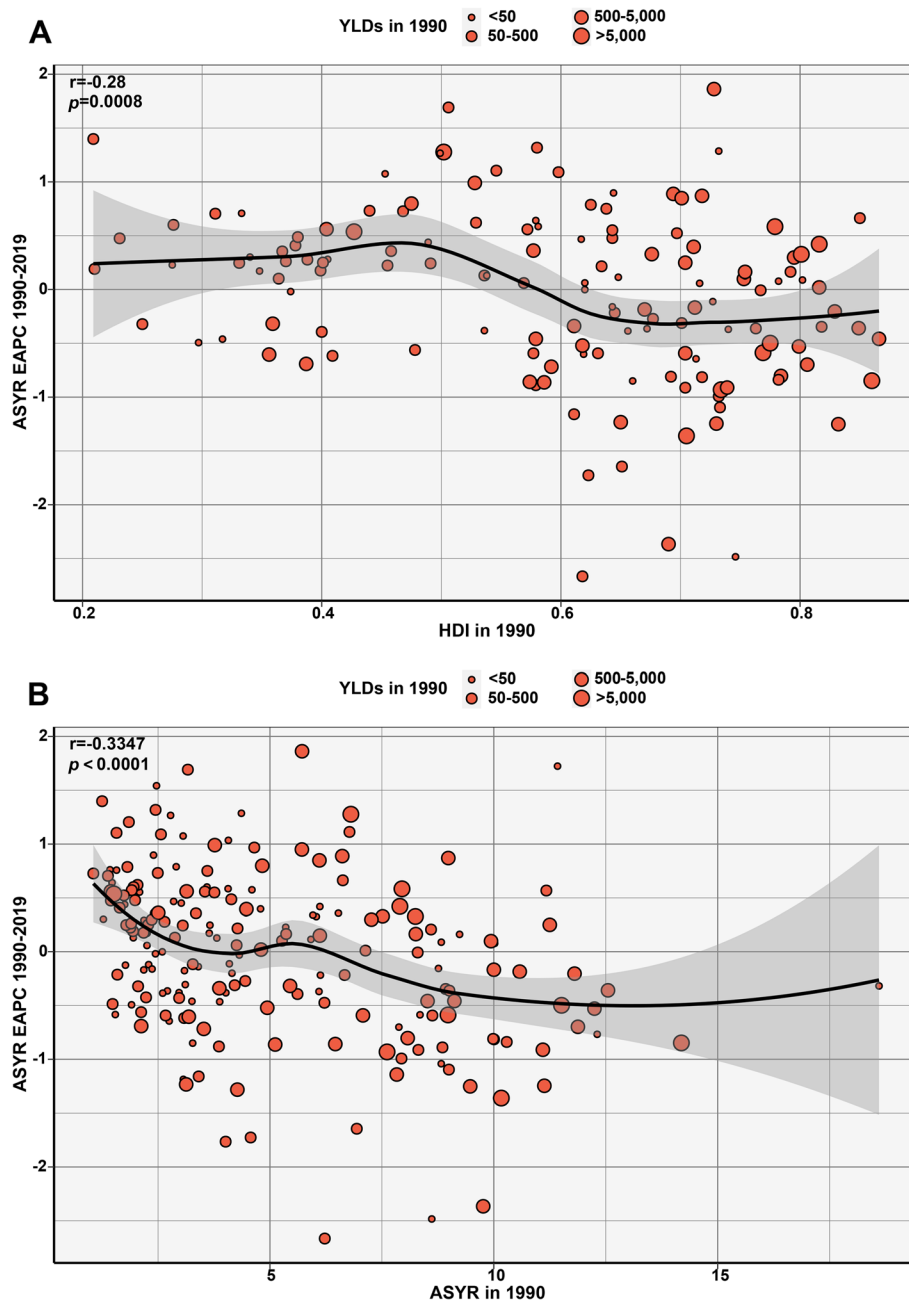 A
YLDs in 1990
<50
500-5,000
50-500
>5,000
r=-0.28
p=0.0008
2
1
0
-1
-2
ASYR EAPC 1990-2019
0.2
0.4
0.6
0.8
HDI in 1990
B
YLDs in 1990
<50
500-5,000
50-500
>5,000
r=-0.3347
p < 0.0001
2
1
0
-1
-2
ASYR EAPC 1990-2019
5
10
15
ASYR in 1990